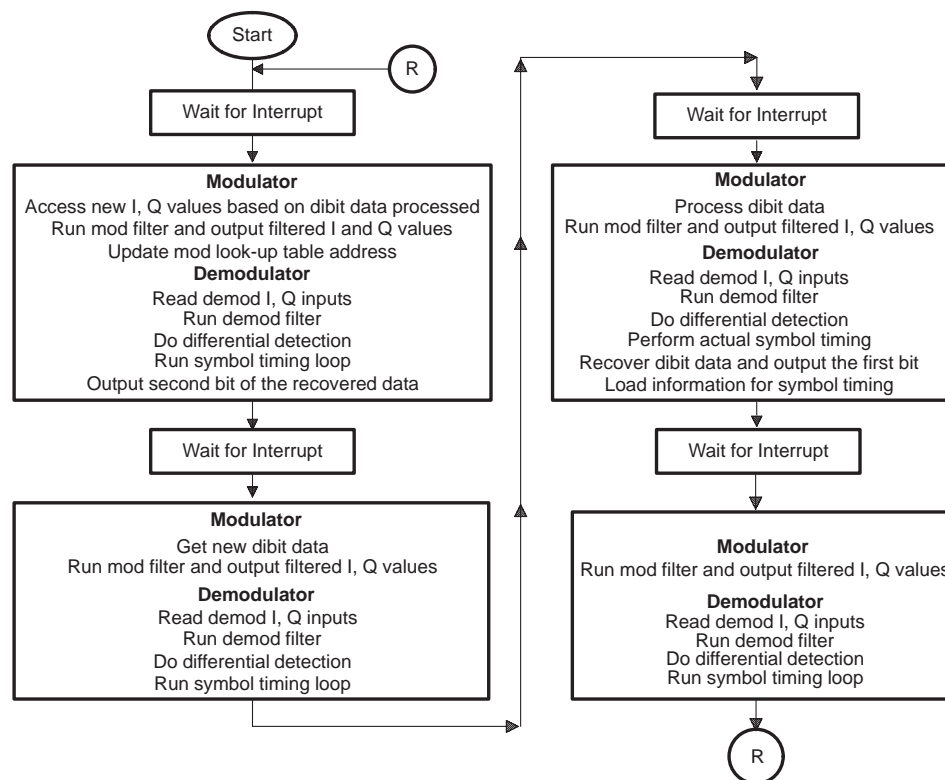 Start
R
Wait for Interrupt
Modulator
Access new I, Q values based on dibit data processed
Run mod filter and output filtered I and Q values
Update mod look-up table address
Demodulator
Read demod I, Q inputs
Run demod filter
Do differential detection
Run symbol timing loop
Output second bit of the recovered data
Wait for Interrupt
Modulator
Get new dibit data
Run mod filter and output filtered I, Q values
Demodulator
Read demod I, Q inputs
Run demod filter
Do differential detection
Run symbol timing loop
Wait for Interrupt
Modulator
Process dibit data
Run mod filter and output filtered I, Q values
Demodulator
Read demod I, Q inputs
Run demod filter
Do differential detection
Perform actual symbol timing
Recover dibit data and output the first bit
Load information for symbol timing
Wait for Interrupt
Modulator
Run mod filter and output filtered I, Q values
Demodulator
Read demod I, Q inputs
Run demod filter
Do differential detection
Run symbol timing loop
R